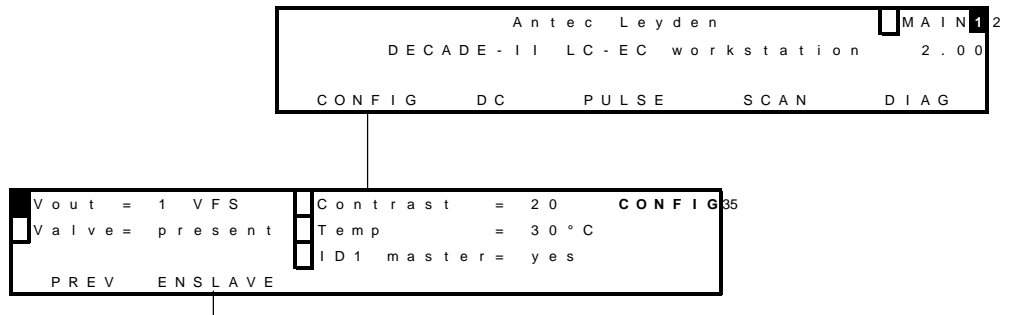 Antec Leyden MAIN12
DECADE-II LC-EC workstation 2.00
CONFIG DC PULSE SCAN DIAG
Vout = 1 VFS Contrast = 20 CONFIG35
Valve= present Temp = 30°C
ID1 master= yes
PREV ENSLAVE